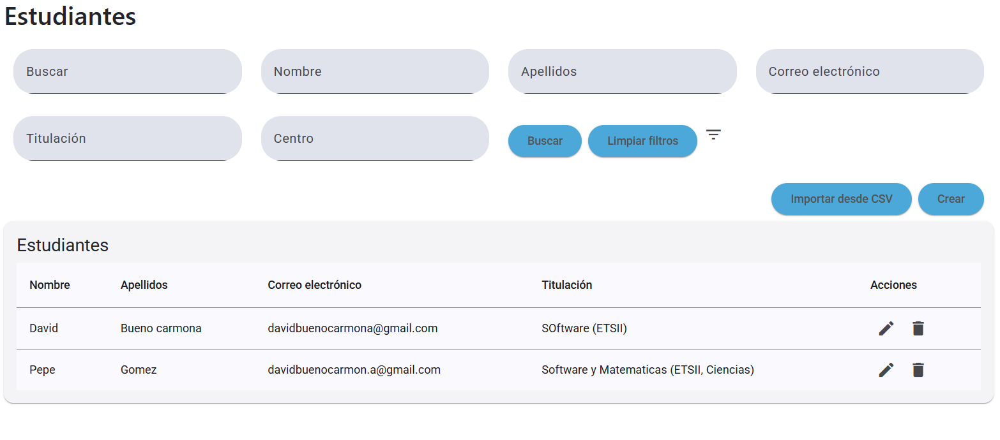 Estudiantes
Buscar Nombre Apellidos Correo electrónico
Titulación Centro Buscar Limpiar filtros
Importar desde CSV Crear
Estudiantes
Nombre Apellidos Correo electrónico Titulación Acciones
David Bueno carmona davidbuenocarmona@gmail.com SOftware (ETSII)
Pepe Gomez davidbuenocarmon.a@gmail.com Software y Matematicas (ETSII, Ciencias)